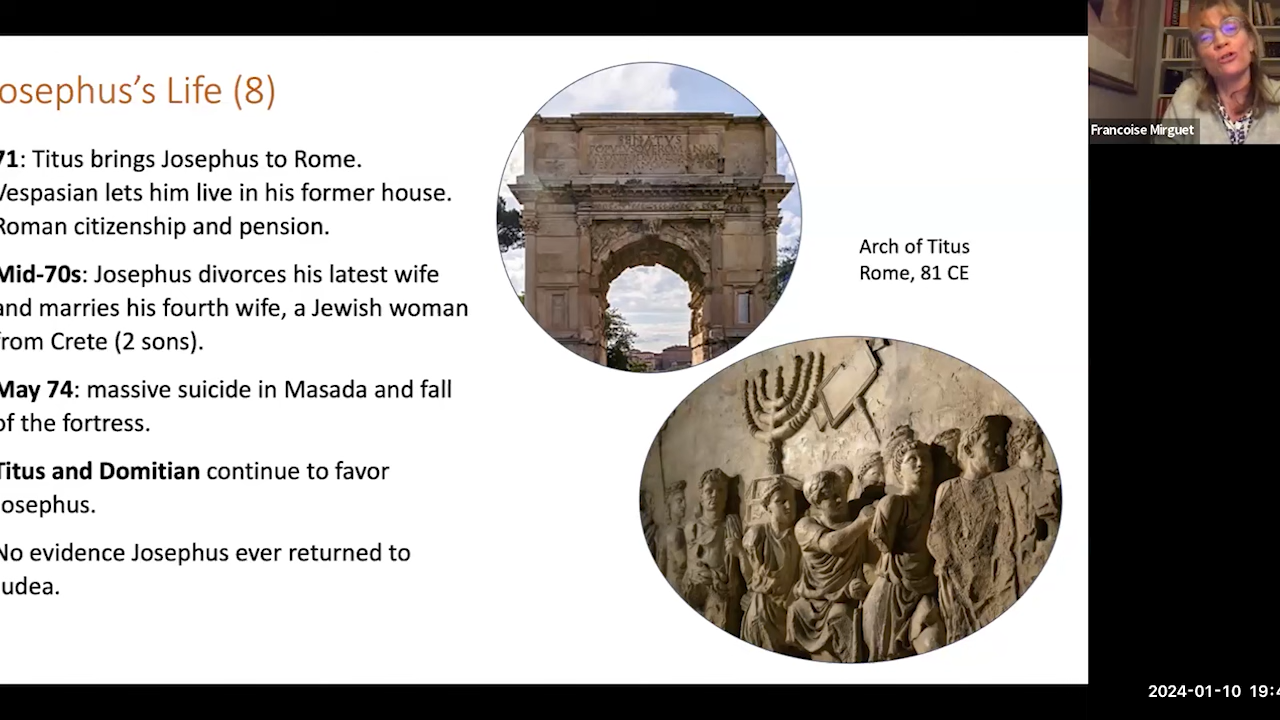 osephus's Life (8)
71: Titus brings Josephus to Rome.
Vespasian lets him live in his former house.
Roman citizenship and pension.
Mid-70s: Josephus divorces his latest wife
and marries his fourth wife, a Jewish woman
from Crete (2 sons).
May 74: massive suicide in Masada and fall
of the fortress.
Titus and Domitian continue to favor
osephus.
No evidence Josephus ever returned to
udea.
SENATVS
Arch of Titus
Rome, 81 CE
Francoise Mirguet
2024-01-10 19:4